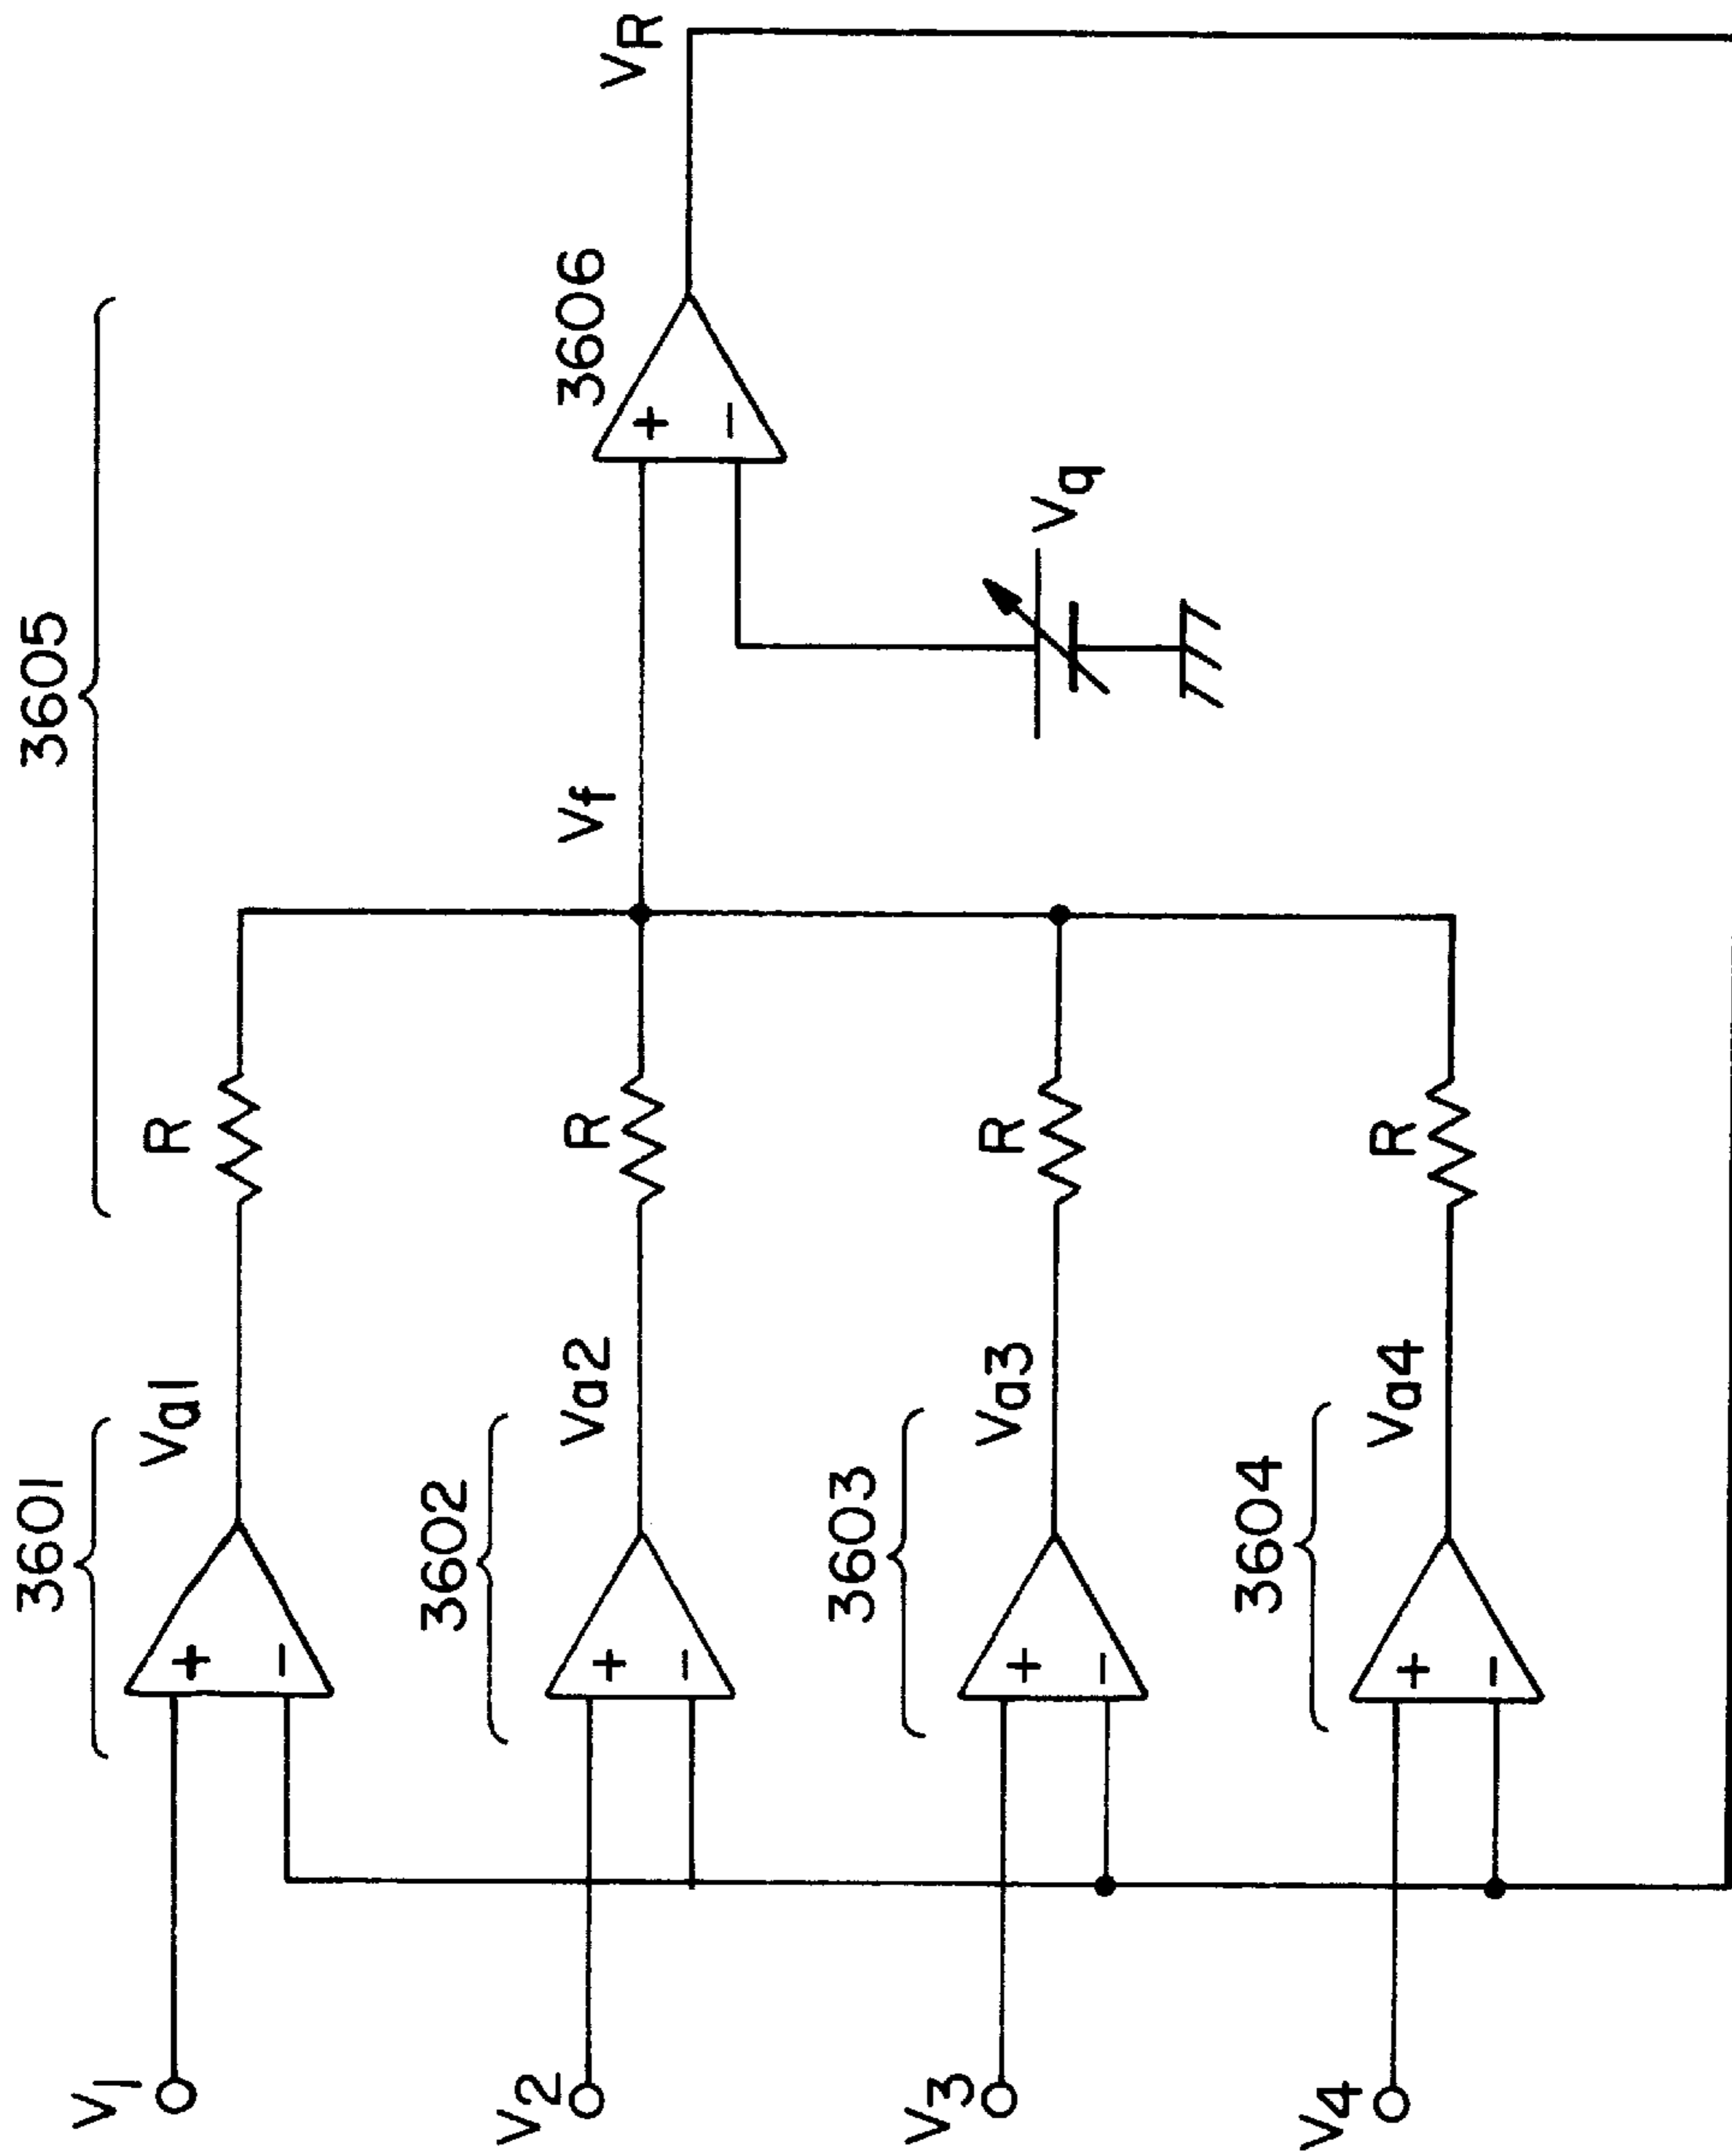 3605
3601
Va1
R
V1
+
−
VR
3606
+
−
Vf
3602
Va2
R
V2
+
−
Vq
3603
Va3
R
V3
+
−
3604
Va4
R
V4
+
−